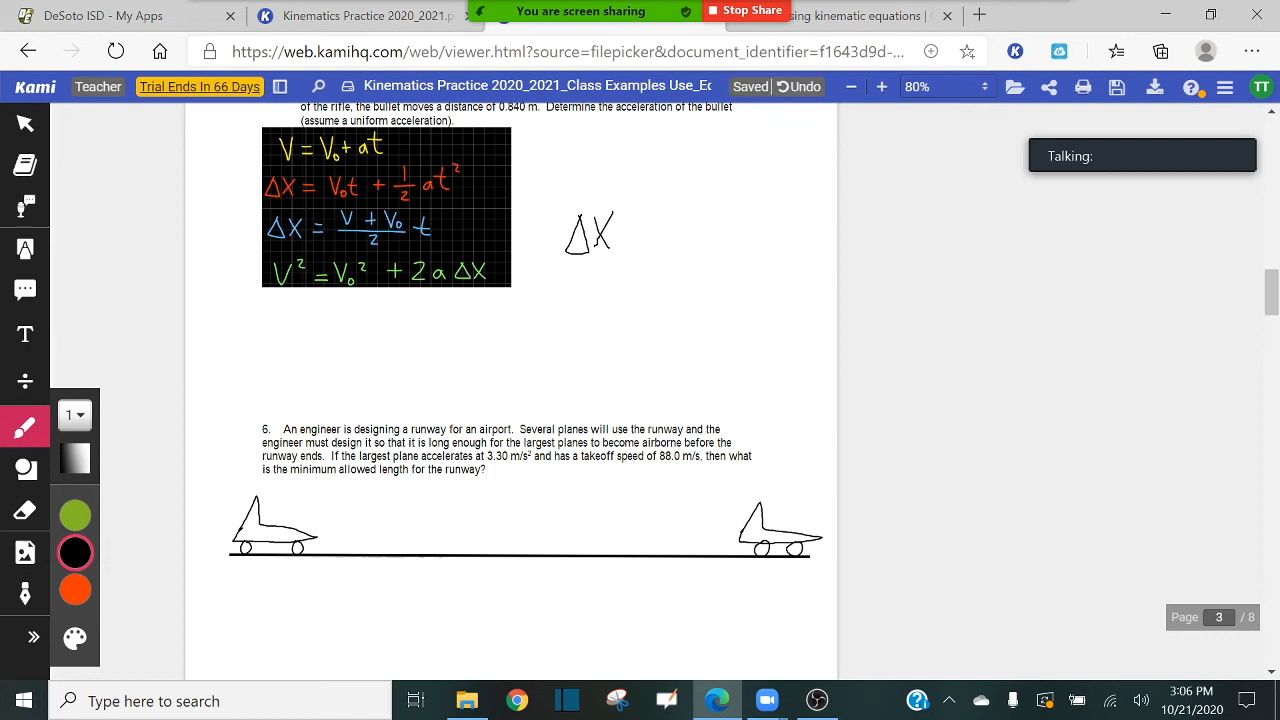 DeSoto ISD - My Apps
Kinematics 2020_2021.p
You are screen sharing
Stop Share
sing kinematic equations (
https://web.kamihq.com/web/viewer.html?source=filepicker&document_identifier=f1643d9d-...
Kami
Teacher
Trial Ends In 66 Days
Kinematics Practice 2020_2021_Class Examples Use_Ec
Saved
Undo
80%
TT
of the rifle, the bullet moves a distance of 0.840 m. Determine the acceleration of the bullet
(assume a uniform acceleration).
V = V₀ + at
ΔX = V₀t + 1/2 at²
ΔX = (V + V₀)/2 t
V² = V₀² + 2 a ΔX
ΔX
Talking:
6. An engineer is designing a runway for an airport. Several planes will use the runway and the
engineer must design it so that it is long enough for the largest planes to become airborne before the
runway ends. If the largest plane accelerates at 3.30 m/s² and has a takeoff speed of 88.0 m/s, then what
is the minimum allowed length for the runway?
T
1
Page 3 / 8
Type here to search
3:06 PM
10/21/2020